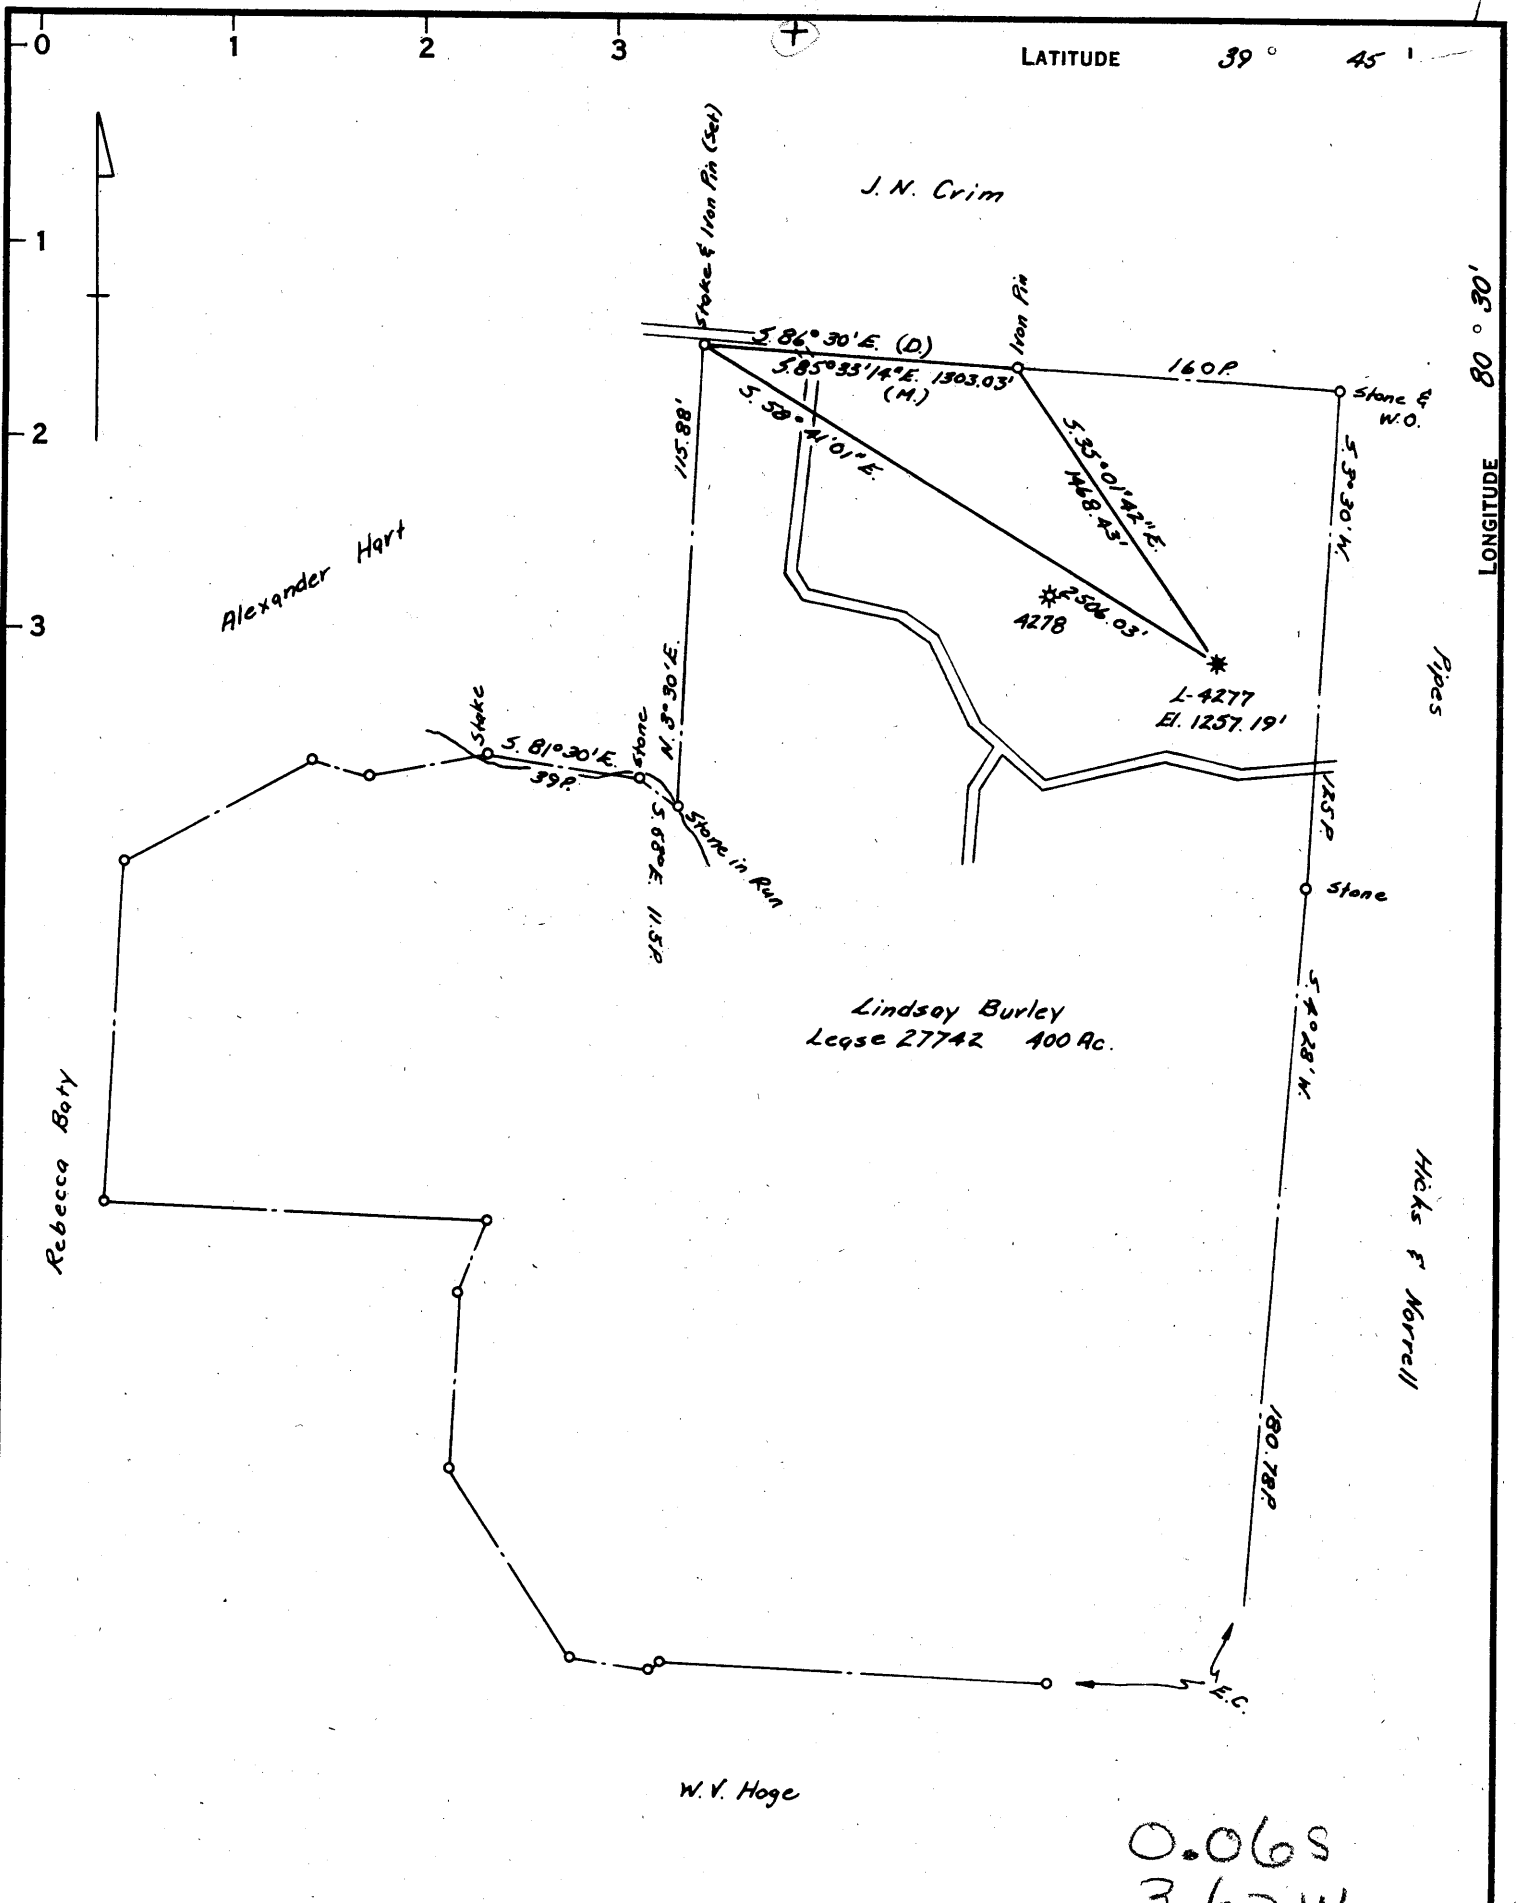 0 1 2 3
LATITUDE 39° 45'
1
2
3
LONGITUDE 80° 30'
J. N. Crim
Stake & Iron Pin (Set)
Iron Pin
S. 86° 30' E. (D.)
S. 85° 33' 14" E. 1303.03'
(M.)
160 P.
Stone &
W.O.
S. 58° 41' 01" E.
2506.03'
S. 35° 01' 42" E.
1468.43'
115.88'
N. 3° 30' E.
S. 3° 30' W.
125 P.
Alexander Hart
4278
L-4277
El. 1257.19'
Pipes
Stake
S. 81° 30' E.
39 P.
Stone
S. 68° E. 11.5 P.
Stone in Run
Stone
S. 4° 28' W.
180.78 P.
Lindsay Burley
Lease 27742 400 Ac.
Rebecca Baty
Hicks & Norrell
E.C.
W. V. Hoge
0.06 S